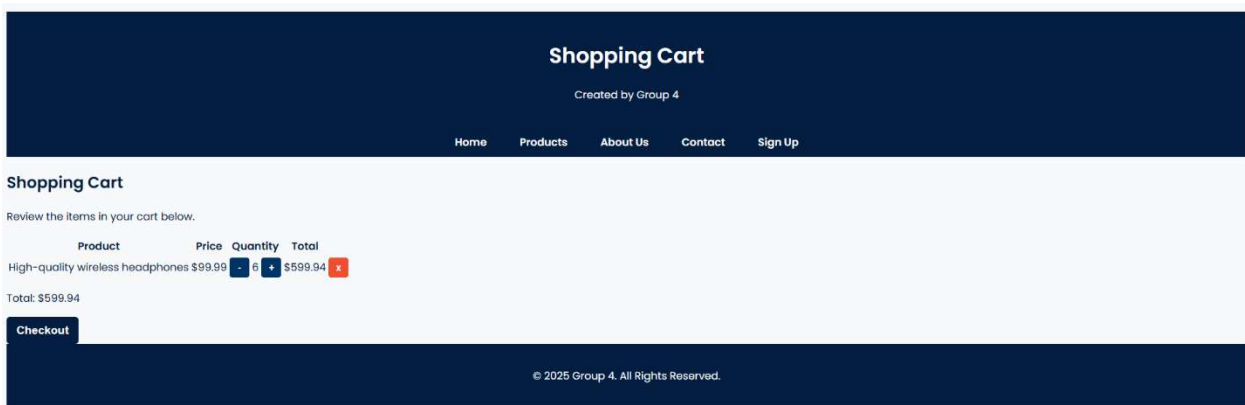 Shopping Cart
Created by Group 4
Home Products About Us Contact Sign Up
Shopping Cart
Review the items in your cart below.
Product Price Quantity Total
High-quality wireless headphones $99.99 - 6 + $599.94 x
Total: $599.94
Checkout
© 2025 Group 4. All Rights Reserved.